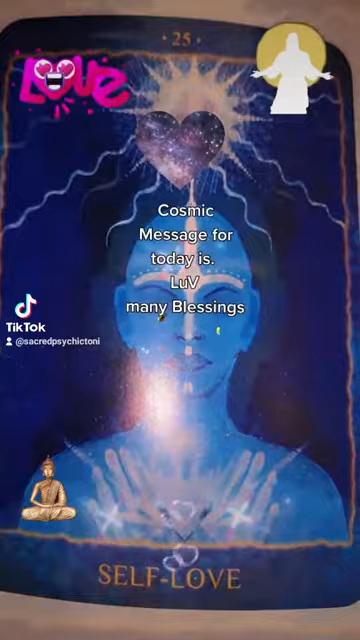 · 25 ·
LOVE
Cosmic
Message for
today is.
LuV
many Blessings
TikTok
@sacredpsychictoni
SELF-LOVE